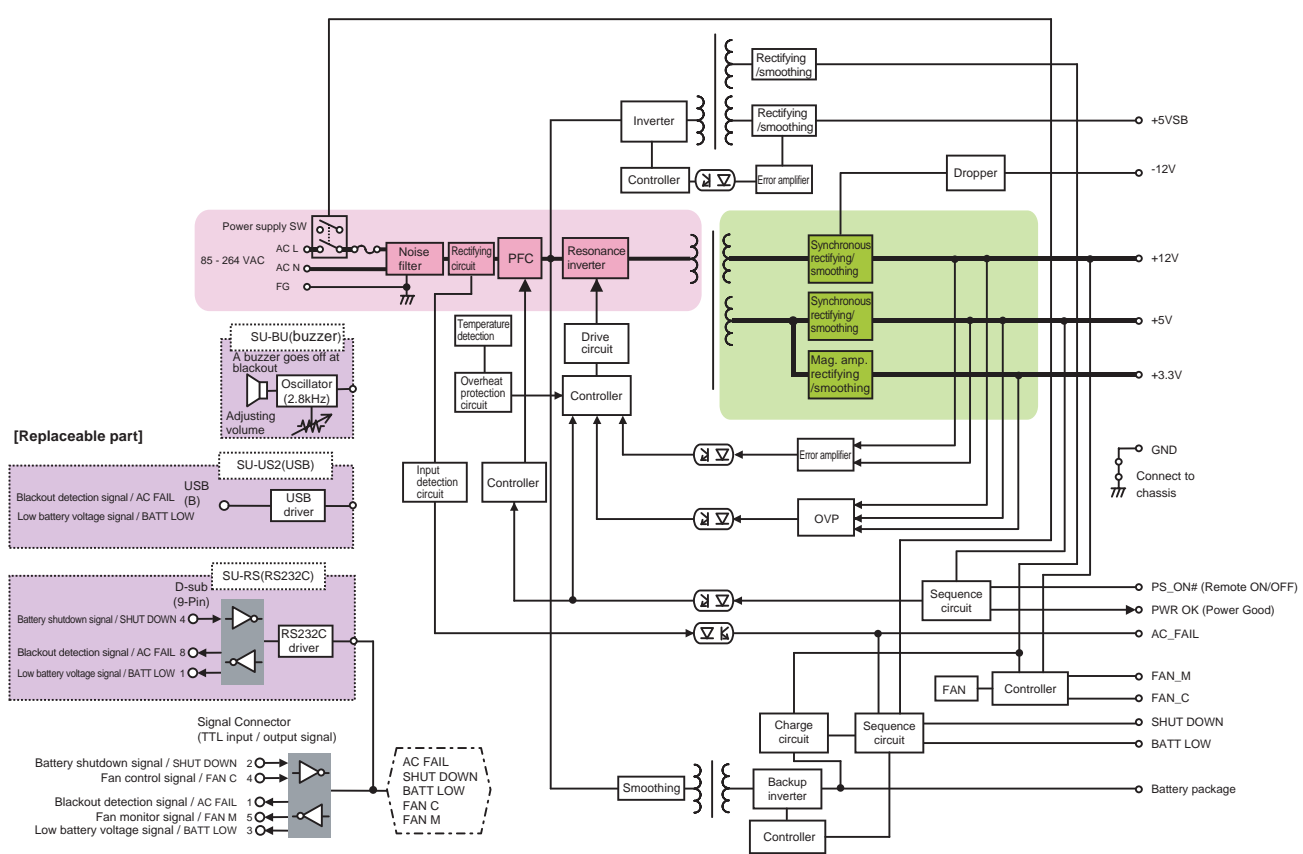 Rectifying
/smoothing
Inverter
Rectifying
/smoothing
+5VSB
Controller
Error amplifier
Dropper
-12V
Power supply SW
AC L
85 - 264 VAC
AC N
FG
Noise
filter
Rectifying
circuit
PFC
Resonance
inverter
Synchronous
rectifying/
smoothing
+12V
Synchronous
rectifying/
smoothing
+5V
Mag. amp.
rectifying
/smoothing
+3.3V
Temperature
detection
Drive
circuit
Overheat
protection
circuit
Controller
SU-BU(buzzer)
A buzzer goes off at
blackout
Oscillator
(2.8kHz)
Adjusting
volume
[Replaceable part]
SU-US2(USB)
Blackout detection signal / AC FAIL
USB
(B)
USB
driver
Low battery voltage signal / BATT LOW
Input
detection
circuit
Controller
Error amplifier
OVP
GND
Connect to
chassis
SU-RS(RS232C)
D-sub
(9-Pin)
Battery shutdown signal / SHUT DOWN 4
RS232C
driver
Blackout detection signal / AC FAIL 8
Low battery voltage signal / BATT LOW 1
Sequence
circuit
PS_ON# (Remote ON/OFF)
PWR OK (Power Good)
AC_FAIL
FAN
Controller
FAN_M
FAN_C
Charge
circuit
Sequence
circuit
SHUT DOWN
BATT LOW
Signal Connector
(TTL input / output signal)
Battery shutdown signal / SHUT DOWN 2
Fan control signal / FAN C 4
Blackout detection signal / AC FAIL 1
Fan monitor signal / FAN M 5
Low battery voltage signal / BATT LOW 3
AC FAIL
SHUT DOWN
BATT LOW
FAN C
FAN M
Smoothing
Backup
inverter
Battery package
Controller